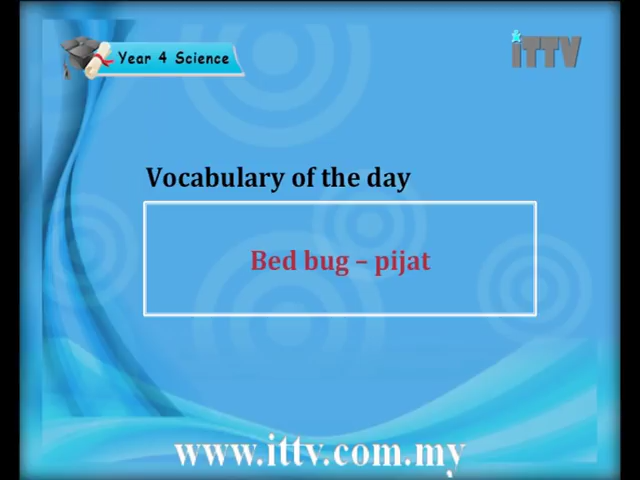 Year 4 Science
iTTV
Vocabulary of the day
Bed bug – pijat
www.ittv.com.my